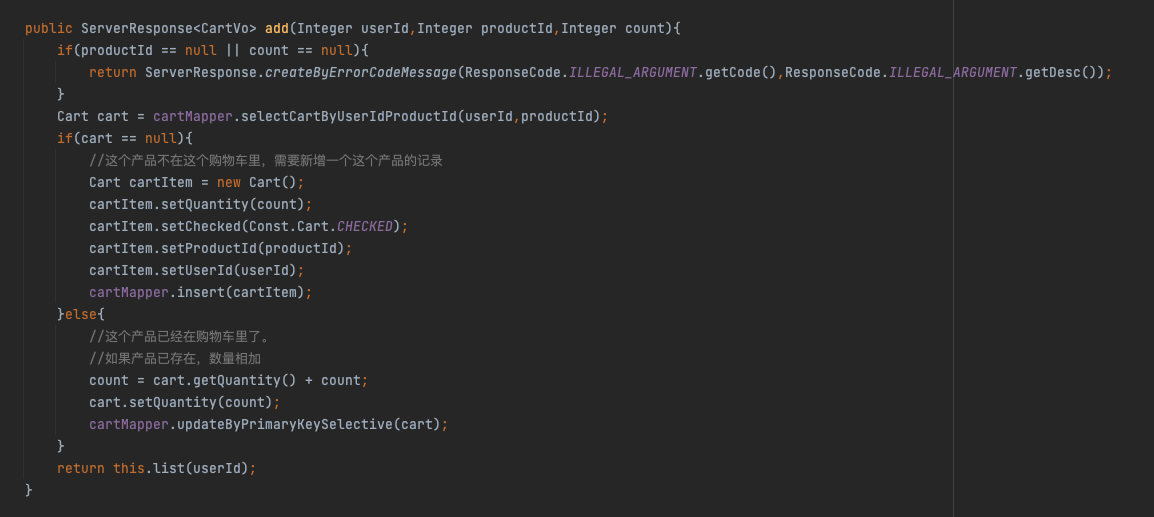 public ServerResponse<CartVo> add(Integer userId,Integer productId,Integer count){
    if(productId == null || count == null){
        return ServerResponse.createByErrorCodeMessage(ResponseCode.ILLEGAL_ARGUMENT.getCode(),ResponseCode.ILLEGAL_ARGUMENT.getDesc());
    }
    Cart cart = cartMapper.selectCartByUserIdProductId(userId,productId);
    if(cart == null){
        //这个产品不在这个购物车里，需要新增一个这个产品的记录
        Cart cartItem = new Cart();
        cartItem.setQuantity(count);
        cartItem.setChecked(Const.Cart.CHECKED);
        cartItem.setProductId(productId);
        cartItem.setUserId(userId);
        cartMapper.insert(cartItem);
    }else{
        //这个产品已经在购物车里了。
        //如果产品已存在，数量相加
        count = cart.getQuantity() + count;
        cart.setQuantity(count);
        cartMapper.updateByPrimaryKeySelective(cart);
    }
    return this.list(userId);
}